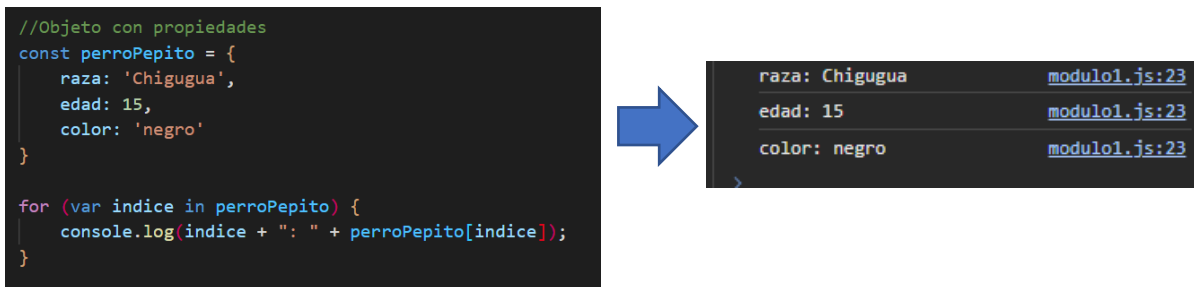 //Objeto con propiedades
const perroPepito = {
    raza: 'Chigugua',
    edad: 15,
    color: 'negro'
}

for (var indice in perroPepito) {
    console.log(indice + ": " + perroPepito[indice]);
}
raza: Chigugua modulo1.js:23
edad: 15 modulo1.js:23
color: negro modulo1.js:23
>